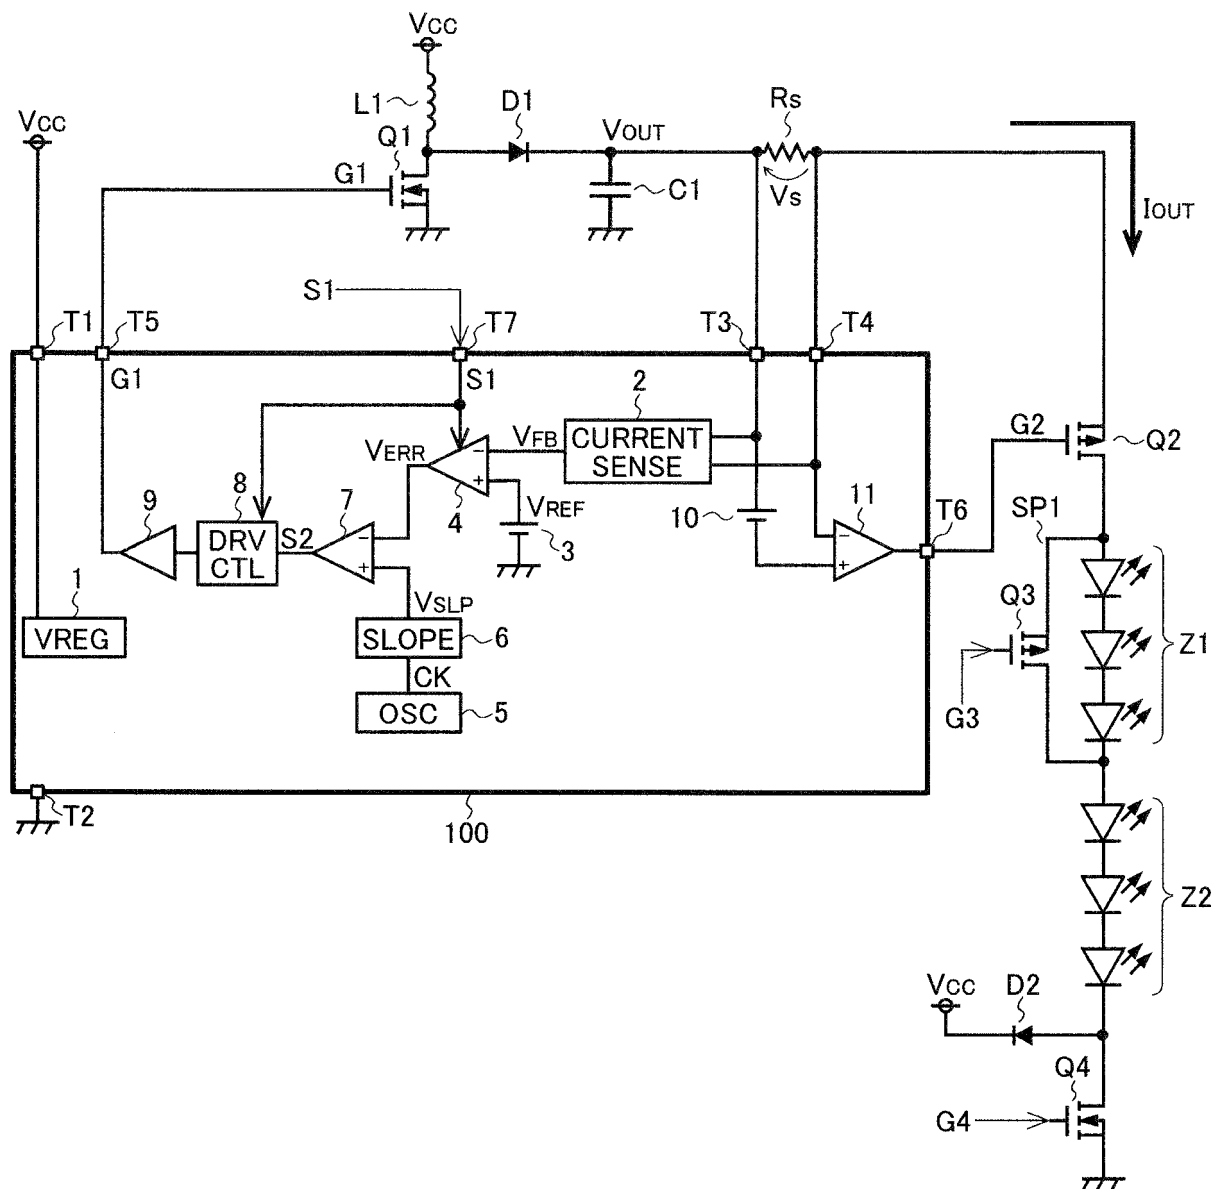 VCC
L1
D1
RS
VCC
Q1
VOUT
G1
C1
VS
IOUT
S1
T1
T5
T7
T3
T4
G1
S1
2
G2
Q2
VFB
CURRENT
SENSE
VERR
-
+
9
8
7
4
VREF
10
11
T6
SP1
DRV
CTL
S2
-
+
3
-
+
1
VSLP
Q3
VREG
SLOPE
6
Z1
CK
G3
OSC
5
T2
100
Z2
VCC
D2
Q4
G4